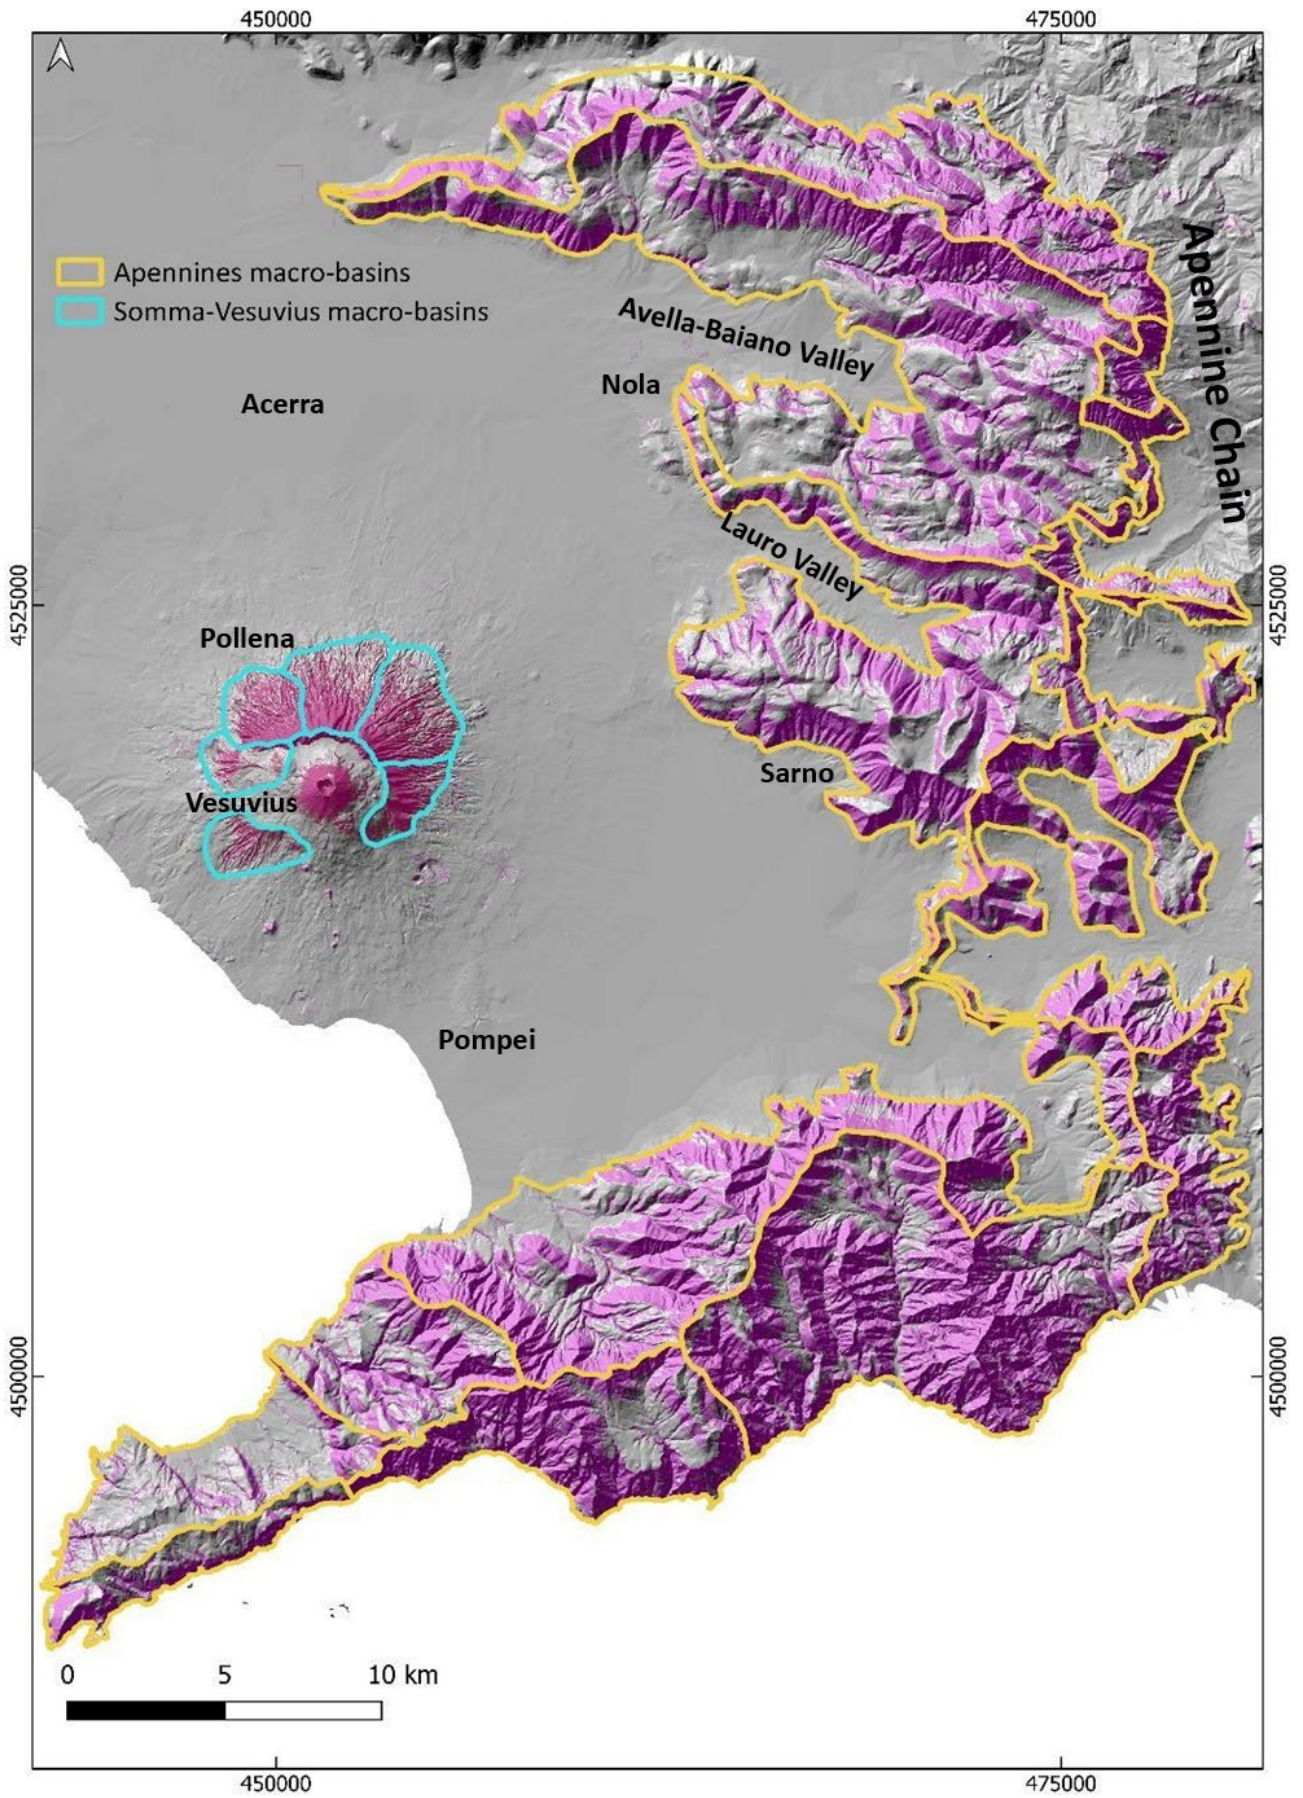 450000
475000
Apennines macro-basins
Somma-Vesuvius macro-basins
Apennine Chain
Avella-Baiano Valley
Nola
Acerra
Lauro Valley
4525000
4525000
Pollena
Sarno
Vesuvius
Pompei
4500000
4500000
0 5 10 km
450000
475000